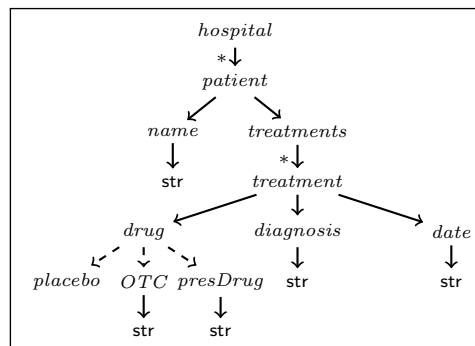 hospital
*
patient
name treatments
str *
treatment
drug diagnosis date
placebo OTC presDrug str str
str str